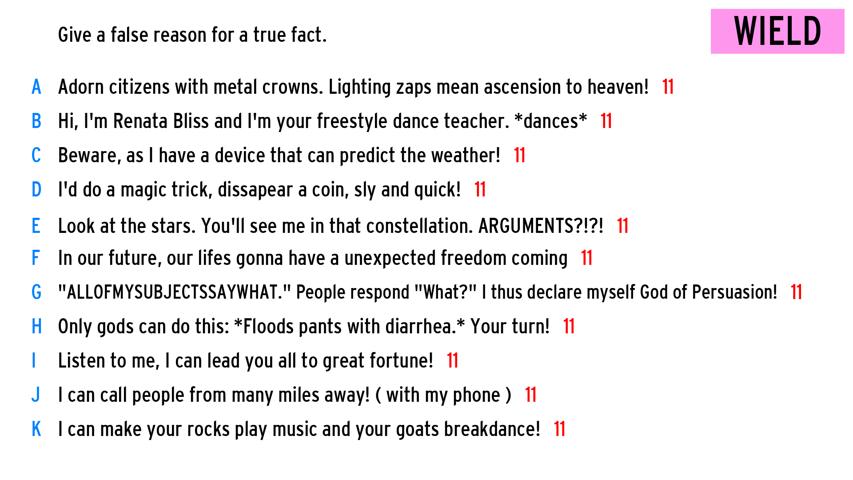 Give a false reason for a true fact.
WIELD
A Adorn citizens with metal crowns. Lighting zaps mean ascension to heaven! 11
B Hi, I'm Renata Bliss and I'm your freestyle dance teacher. *dances* 11
C Beware, as I have a device that can predict the weather! 11
D I'd do a magic trick, dissapear a coin, sly and quick! 11
E Look at the stars. You'll see me in that constellation. ARGUMENTS?!?! 11
F In our future, our lifes gonna have a unexpected freedom coming 11
G "ALLOFMYSUBJECTSSAYWHAT." People respond "What?" I thus declare myself God of Persuasion! 11
H Only gods can do this: *Floods pants with diarrhea.* Your turn! 11
I Listen to me, I can lead you all to great fortune! 11
J I can call people from many miles away! ( with my phone ) 11
K I can make your rocks play music and your goats breakdance! 11